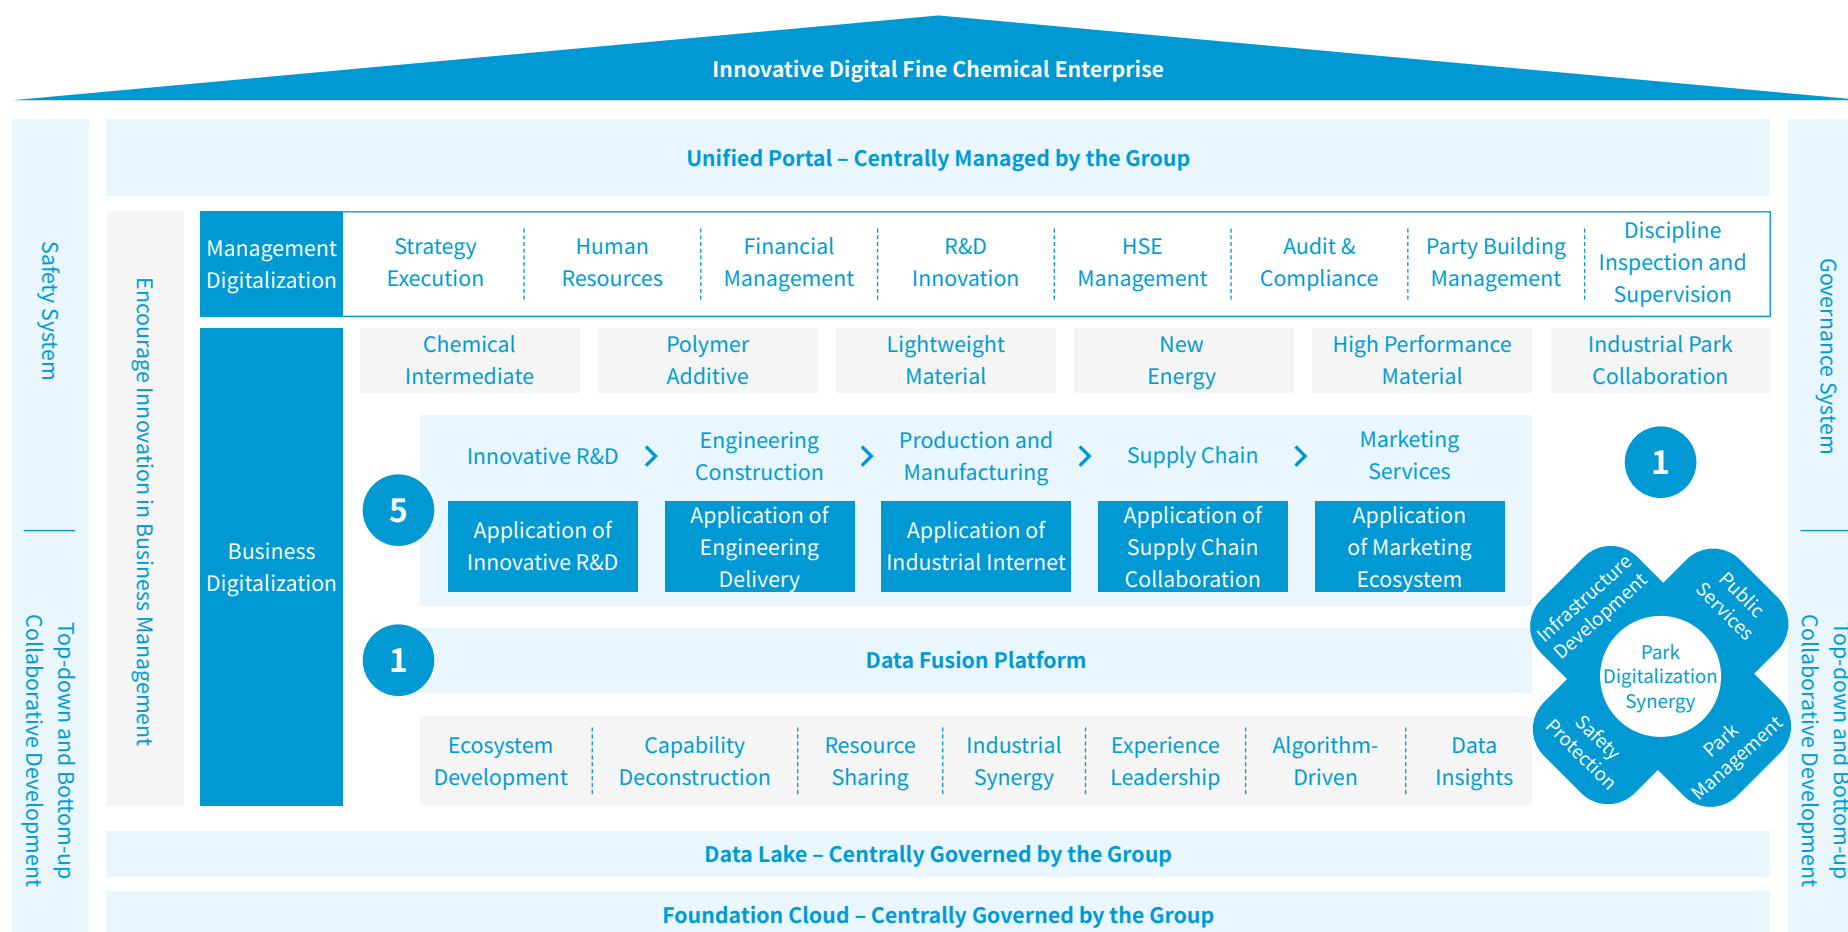 Innovative Digital Fine Chemical Enterprise
Unified Portal – Centrally Managed by the Group
Safety System
Top-down and Bottom-up
Collaborative Development
Encourage Innovation in Business Management
Management
Digitalization
Strategy
Execution
Human
Resources
Financial
Management
R&D
Innovation
HSE
Management
Audit &
Compliance
Party Building
Management
Discipline
Inspection and
Supervision
Business
Digitalization
Chemical
Intermediate
Polymer
Additive
Lightweight
Material
New
Energy
High Performance
Material
Industrial Park
Collaboration
5
Innovative R&D
Engineering
Construction
Production and
Manufacturing
Supply Chain
Marketing
Services
Application of
Innovative R&D
Application of
Engineering
Delivery
Application of
Industrial Internet
Application of
Supply Chain
Collaboration
Application
of Marketing
Ecosystem
1
Data Fusion Platform
Ecosystem
Development
Capability
Deconstruction
Resource
Sharing
Industrial
Synergy
Experience
Leadership
Algorithm-
Driven
Data
Insights
1
Infrastructure
Development
Public
Services
Park
Digitalization
Synergy
Safety
Protection
Park
Management
Governance System
Top-down and Bottom-up
Collaborative Development
Data Lake – Centrally Governed by the Group
Foundation Cloud – Centrally Governed by the Group